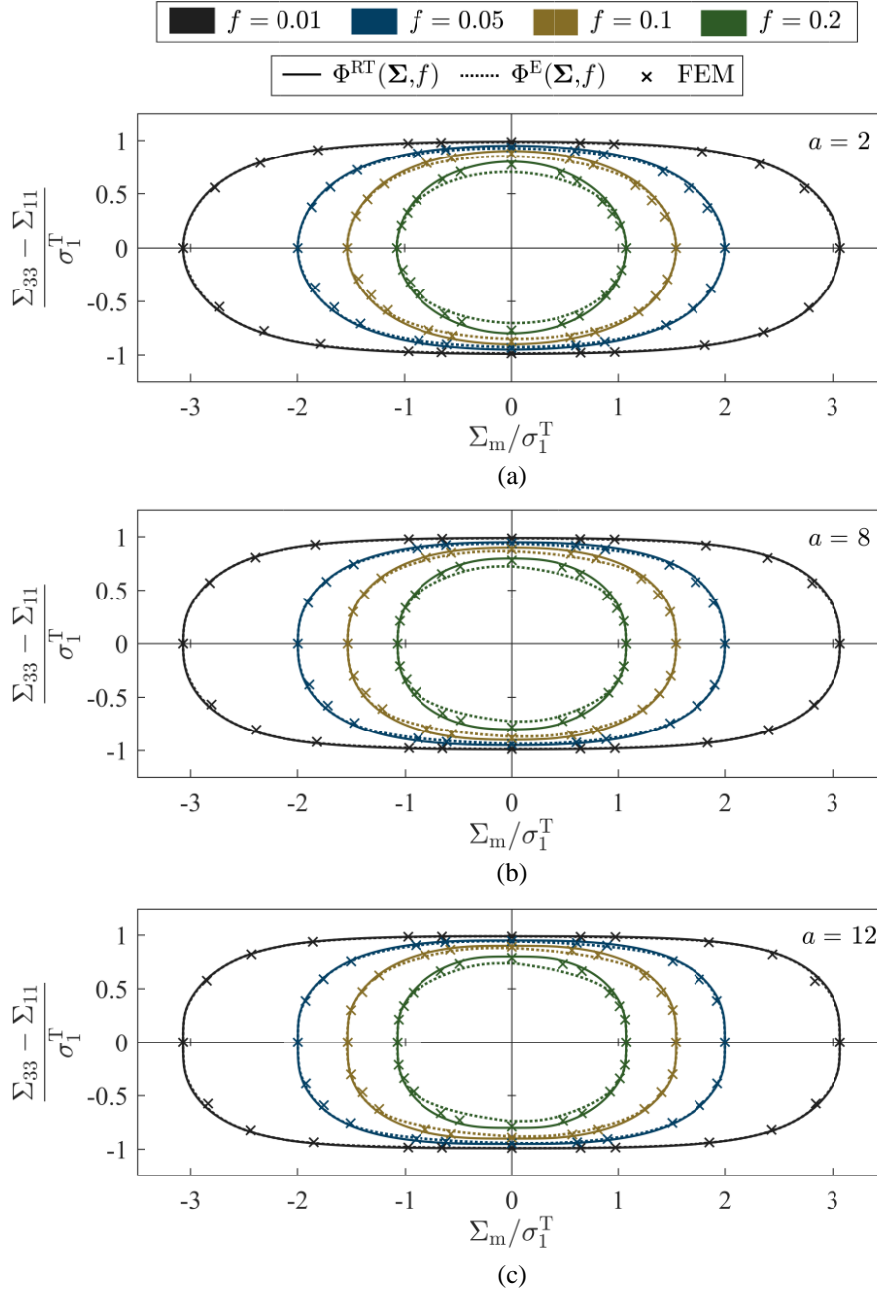 f = 0.01 f = 0.05 f = 0.1 f = 0.2
Φ^RT(Σ,f) Φ^E(Σ,f) × FEM
a = 2
1
0.5
0
-0.5
-1
Σ33 − Σ11
σ1^T
-3 -2 -1 0 1 2 3
Σm/σ1^T
(a)
a = 8
1
0.5
0
-0.5
-1
Σ33 − Σ11
σ1^T
-3 -2 -1 0 1 2 3
Σm/σ1^T
(b)
a = 12
1
0.5
0
-0.5
-1
Σ33 − Σ11
σ1^T
-3 -2 -1 0 1 2 3
Σm/σ1^T
(c)